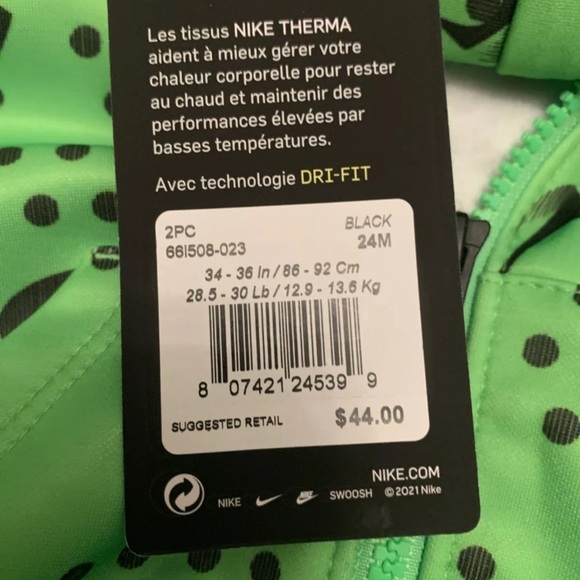 Les tissus NIKE THERMA
aident à mieux gérer votre
chaleur corporelle pour rester
au chaud et maintenir des
performances élevées par
basses températures.
Avec technologie DRI-FIT
2PC BLACK
66I508-023 24M
34 - 36 In / 86 - 92 Cm
28.5 - 30 Lb / 12.9 - 13.6 Kg
8 07421 24539 9
SUGGESTED RETAIL $44.00
NIKE.COM
NIKE SWOOSH ©2021 Nike